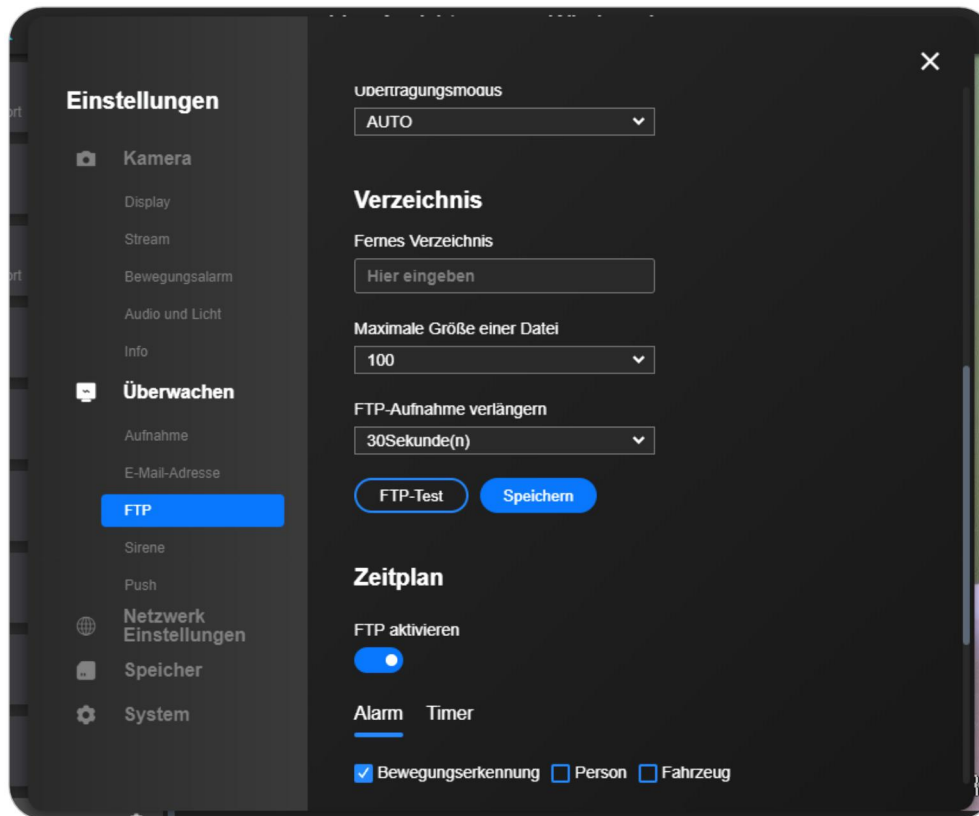 Einstellungen
Kamera
Display
Stream
Bewegungsalarm
Audio und Licht
Info
Überwachen
Aufnahme
E-Mail-Adresse
FTP
Sirene
Push
Netzwerk
Einstellungen
Speicher
System
Übertragungsmodus
AUTO
Verzeichnis
Fernes Verzeichnis
Hier eingeben
Maximale Größe einer Datei
100
FTP-Aufnahme verlängern
30Sekunde(n)
FTP-Test Speichern
Zeitplan
FTP aktivieren
Alarm Timer
Bewegungserkennung Person Fahrzeug